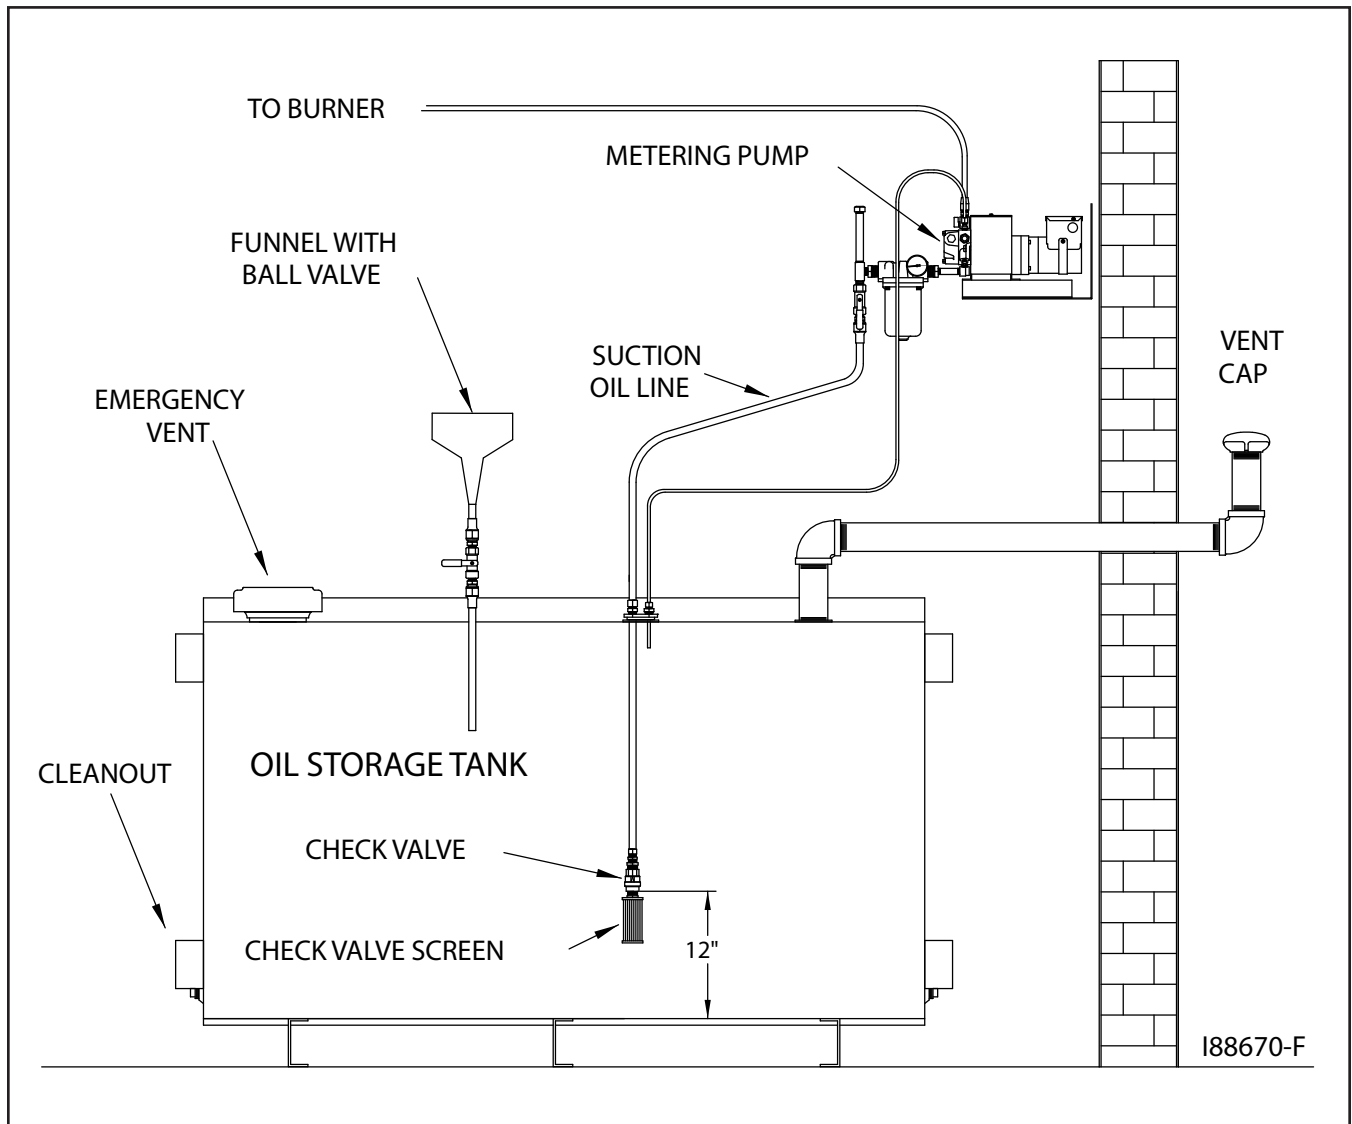 TO BURNER
METERING PUMP
FUNNEL WITH
BALL VALVE
SUCTION
OIL LINE
VENT
CAP
EMERGENCY
VENT
OIL STORAGE TANK
CLEANOUT
CHECK VALVE
CHECK VALVE SCREEN
12"
I88670-F